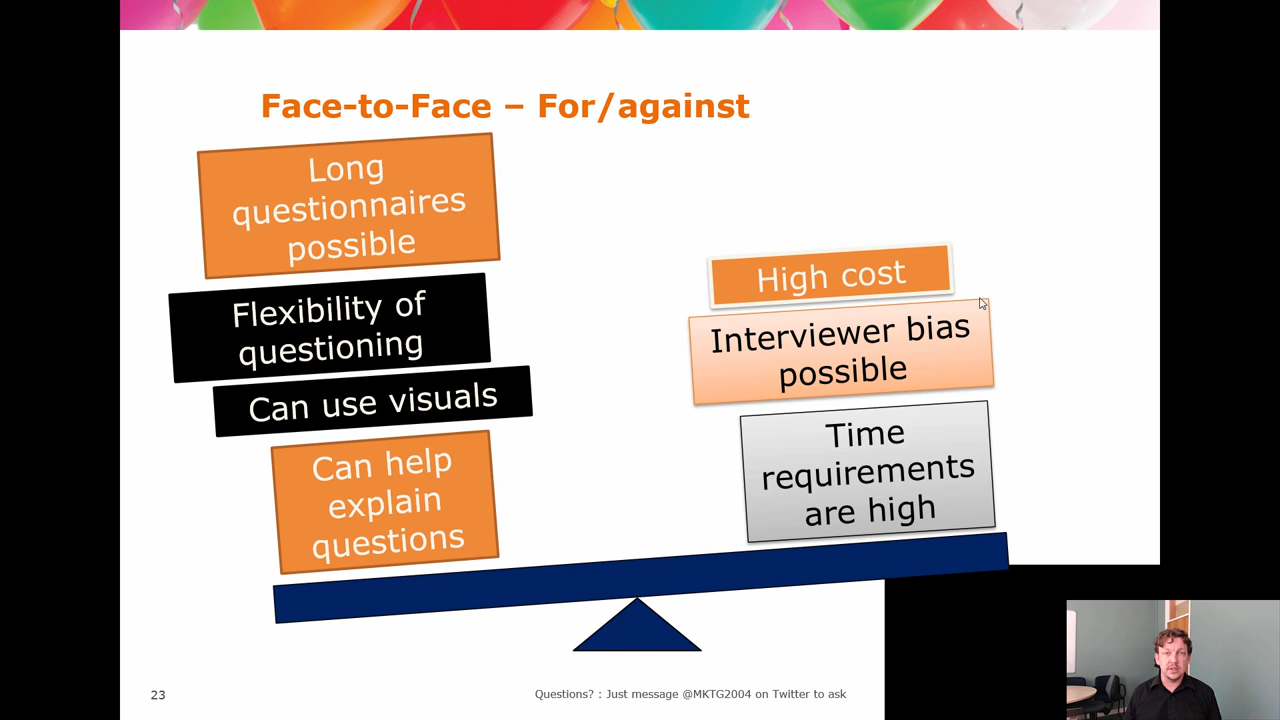 Face-to-Face – For/against
Long
questionnaires
possible
Flexibility of
questioning
Can use visuals
Can help
explain
questions
High cost
Interviewer bias
possible
Time
requirements
are high
23
Questions? : Just message @MKTG2004 on Twitter to ask